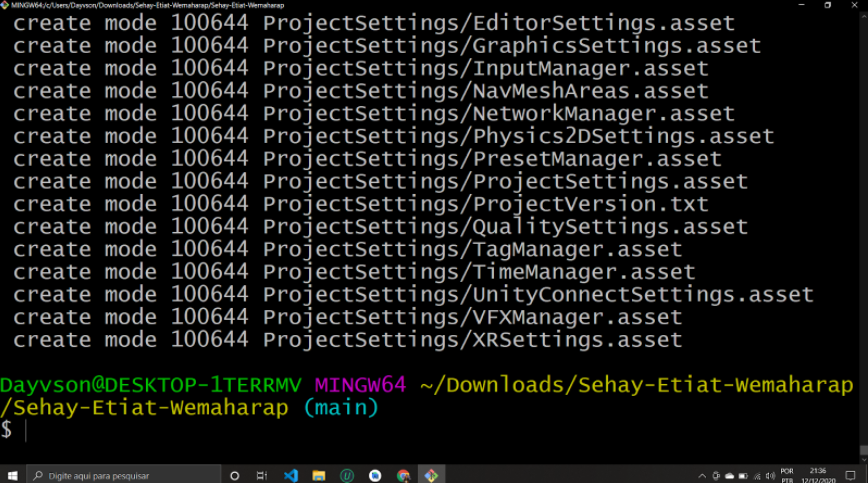 MINGW64:/c/Users/Dayvson/Downloads/Sehay-Etiat-Wemaharap/Sehay-Etiat-Wemaharap
create mode 100644 ProjectSettings/EditorSettings.asset
create mode 100644 ProjectSettings/GraphicsSettings.asset
create mode 100644 ProjectSettings/InputManager.asset
create mode 100644 ProjectSettings/NavMeshAreas.asset
create mode 100644 ProjectSettings/NetworkManager.asset
create mode 100644 ProjectSettings/Physics2DSettings.asset
create mode 100644 ProjectSettings/PresetManager.asset
create mode 100644 ProjectSettings/ProjectSettings.asset
create mode 100644 ProjectSettings/ProjectVersion.txt
create mode 100644 ProjectSettings/QualitySettings.asset
create mode 100644 ProjectSettings/TagManager.asset
create mode 100644 ProjectSettings/TimeManager.asset
create mode 100644 ProjectSettings/UnityConnectSettings.asset
create mode 100644 ProjectSettings/VFXManager.asset
create mode 100644 ProjectSettings/XRSettings.asset
Dayvson@DESKTOP-1TERRMV MINGW64 ~/Downloads/Sehay-Etiat-Wemaharap
/Sehay-Etiat-Wemaharap (main)
$
Digite aqui para pesquisar
POR
PTB
21:36
12/12/2020